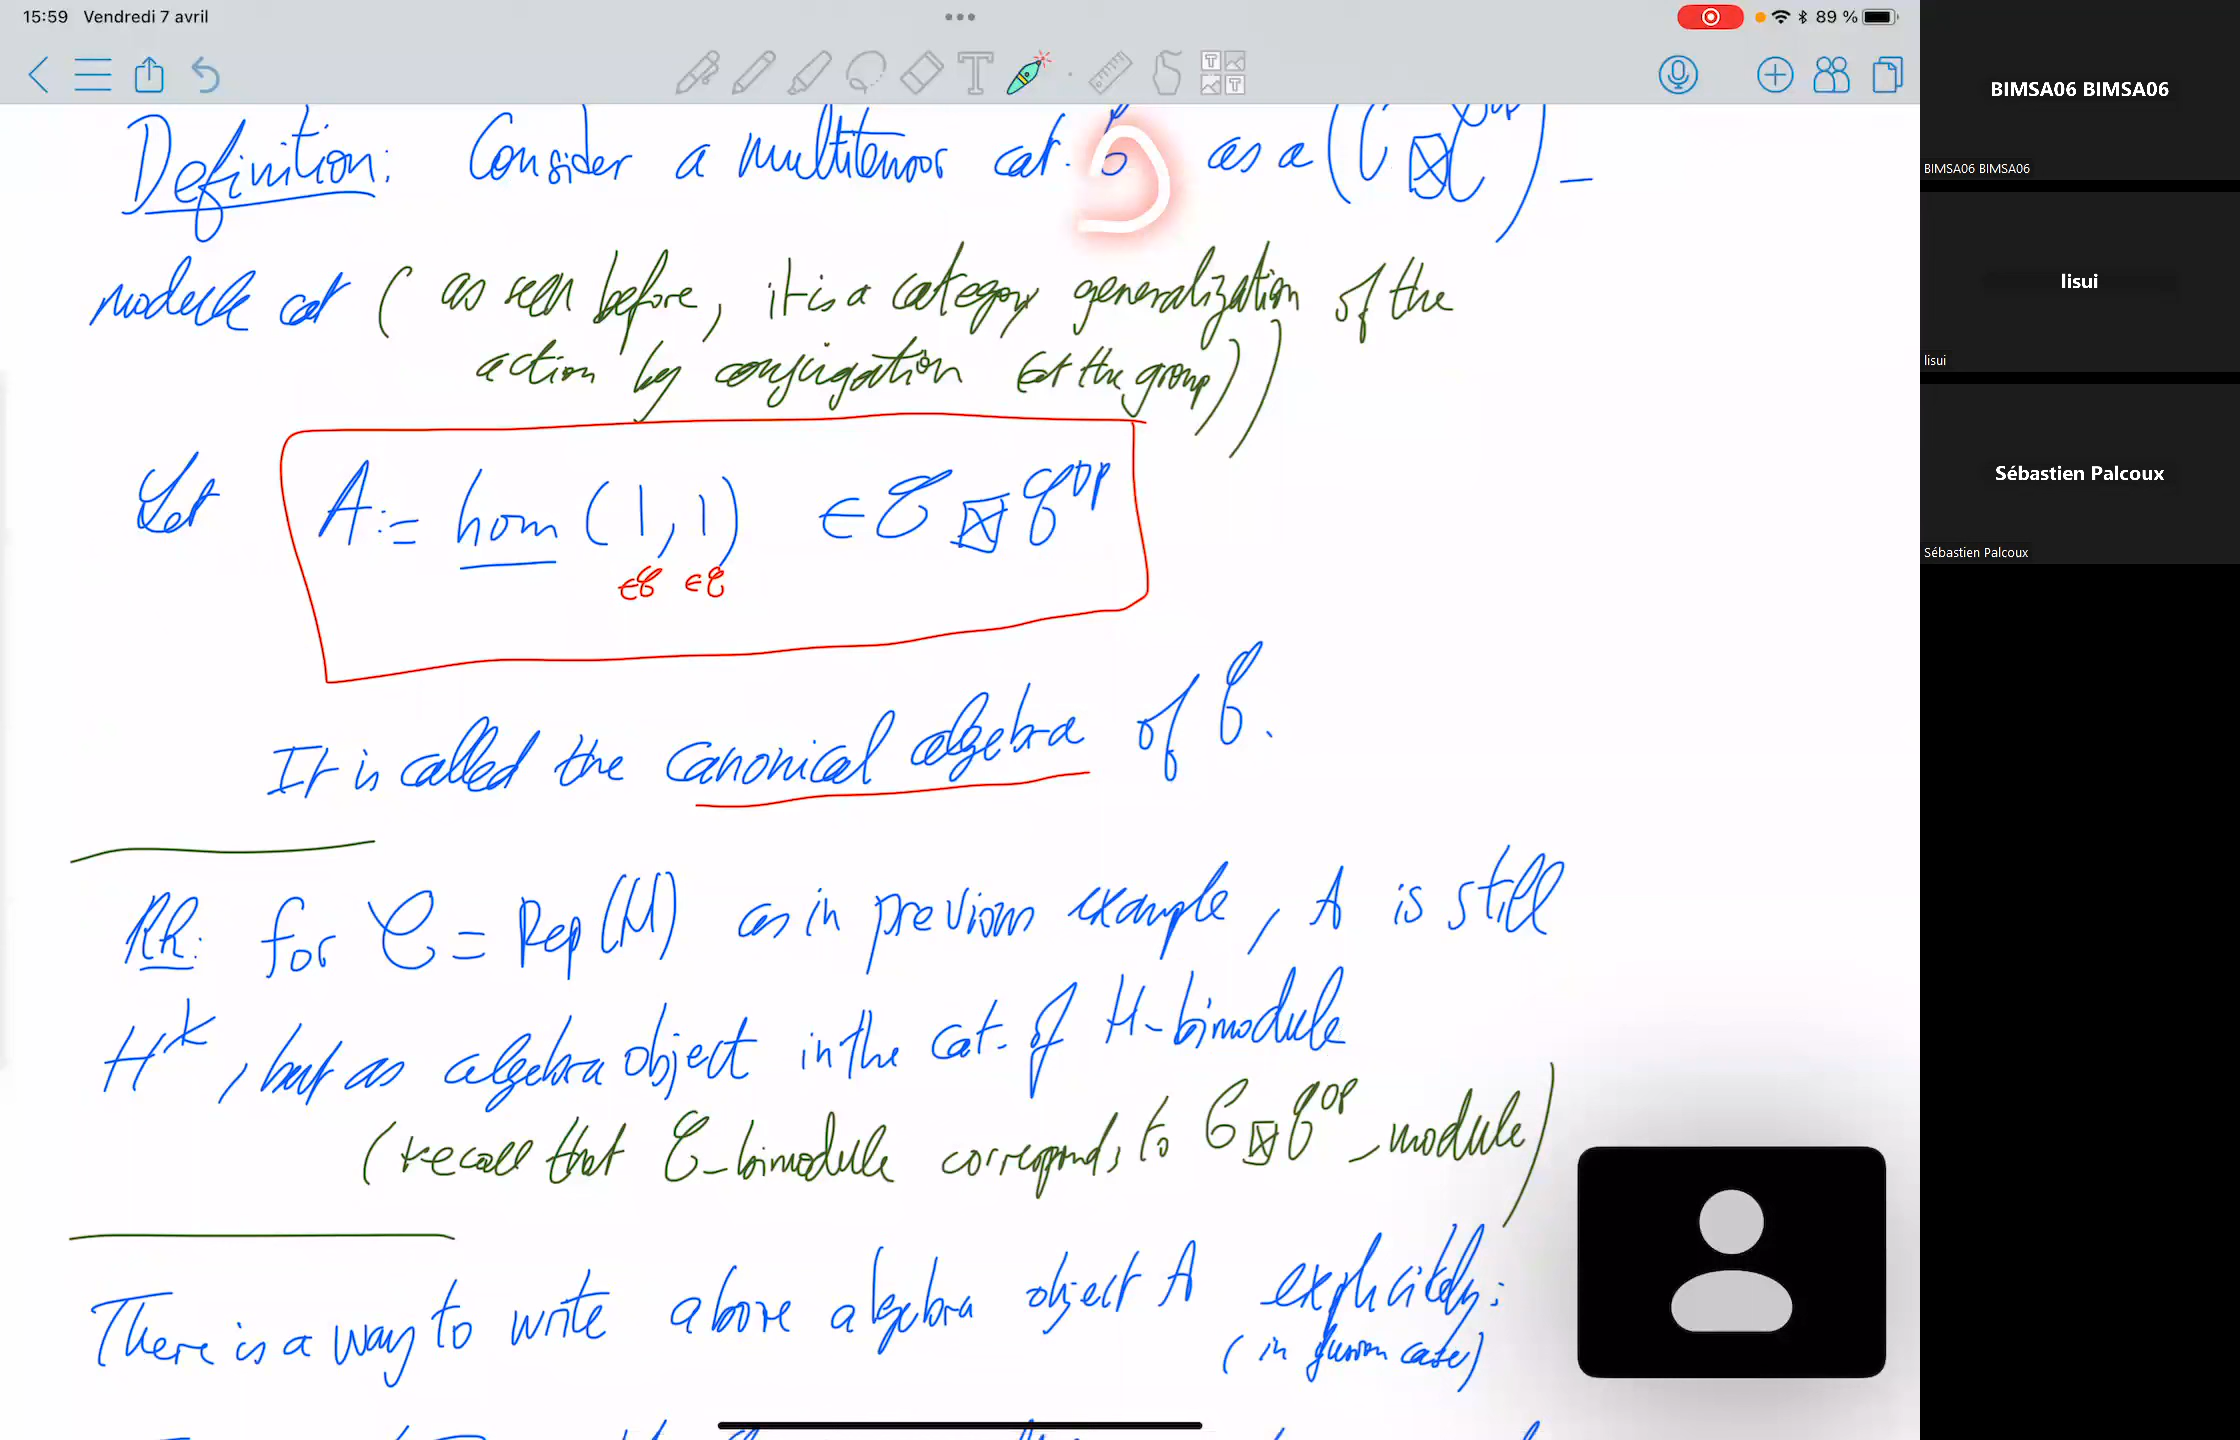 15:59 Vendredi 7 avril
89 %
BIMSA06 BIMSA06
BIMSA06 BIMSA06
lisui
lisui
Sébastien Palcoux
Sébastien Palcoux
Definition: Consider a multitensor cat. C as a (C ⊠ C^op) –
module cat ( as seen before, it is a category generalization of the
action by conjugation (of the group))
Let A := hom (1, 1) ∈ C ⊠ C^op
∈C ∈C
It is called the canonical algebra of C.
Rk: for C = Rep(H) as in previous example, A is still
H*, but as algebra object in the cat. of H-bimodule
(recall that C-bimodule corresponds to C ⊠ C^op - module)
There is a way to write above algebra object A explicitely:
(in fusion case)